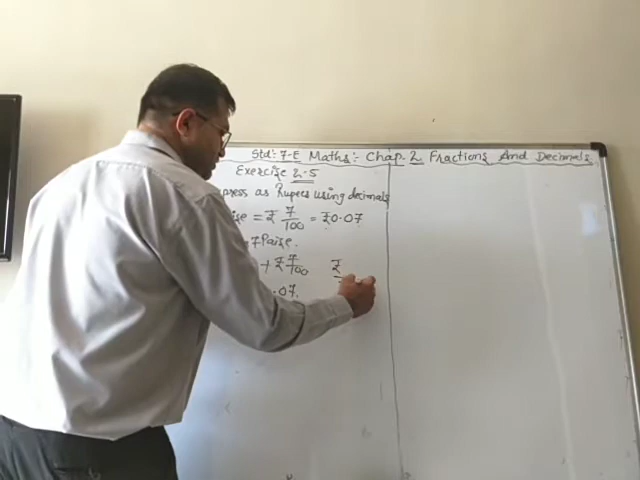 Std:- 7-E Maths:- Chap. 2 Fractions And Decimals
Exercise 2.5
press as Rupees using decimals
ise = ₹ 7/100 = ₹0.07
7 Paise.
+ ₹ 7/100 ₹
.07